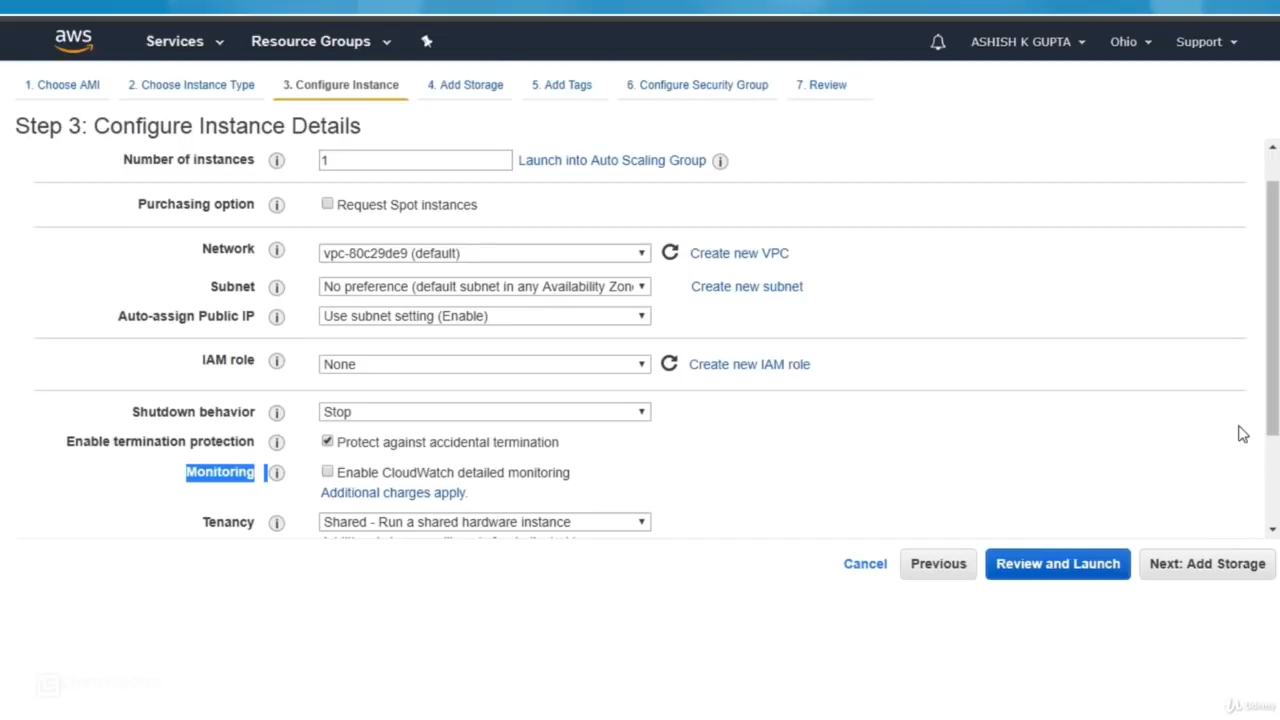 aws Services Resource Groups ASHISH K GUPTA Ohio Support
1. Choose AMI 2. Choose Instance Type 3. Configure Instance 4. Add Storage 5. Add Tags 6. Configure Security Group 7. Review
Step 3: Configure Instance Details
Number of instances i 1 Launch into Auto Scaling Group i
Purchasing option i Request Spot instances
Network i vpc-80c29de9 (default) Create new VPC
Subnet i No preference (default subnet in any Availability Zon Create new subnet
Auto-assign Public IP i Use subnet setting (Enable)
IAM role i None Create new IAM role
Shutdown behavior i Stop
Enable termination protection i Protect against accidental termination
Monitoring i Enable CloudWatch detailed monitoring
Additional charges apply.
Tenancy i Shared - Run a shared hardware instance
Cancel Previous Review and Launch Next: Add Storage
Udemy